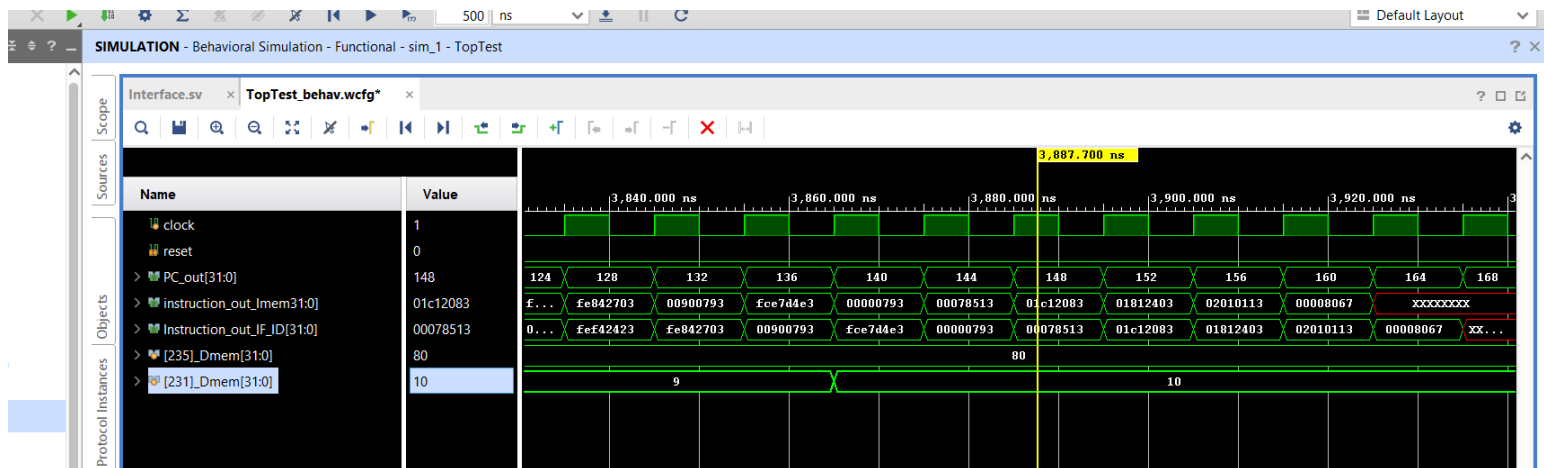 500 ns Default Layout
SIMULATION - Behavioral Simulation - Functional - sim_1 - TopTest
Interface.sv TopTest_behav.wcfg*
Scope
Sources
Objects
Protocol Instances
3,887.700 ns
Name Value
3,840.000 ns 3,860.000 ns 3,880.000 ns 3,900.000 ns 3,920.000 ns 3
clock 1
reset 0
PC_out[31:0] 148 124 128 132 136 140 144 148 152 156 160 164 168
instruction_out_Imem31:0] 01c12083 f... fe842703 00900793 fce7d4e3 00000793 00078513 01c12083 01812403 02010113 00008067 XXXXXXXX
Instruction_out_IF_ID[31:0] 00078513 0... fef42423 fe842703 00900793 fce7d4e3 00000793 00078513 01c12083 01812403 02010113 00008067 XX...
[235]_Dmem[31:0] 80 80
[231]_Dmem[31:0] 10 9 10